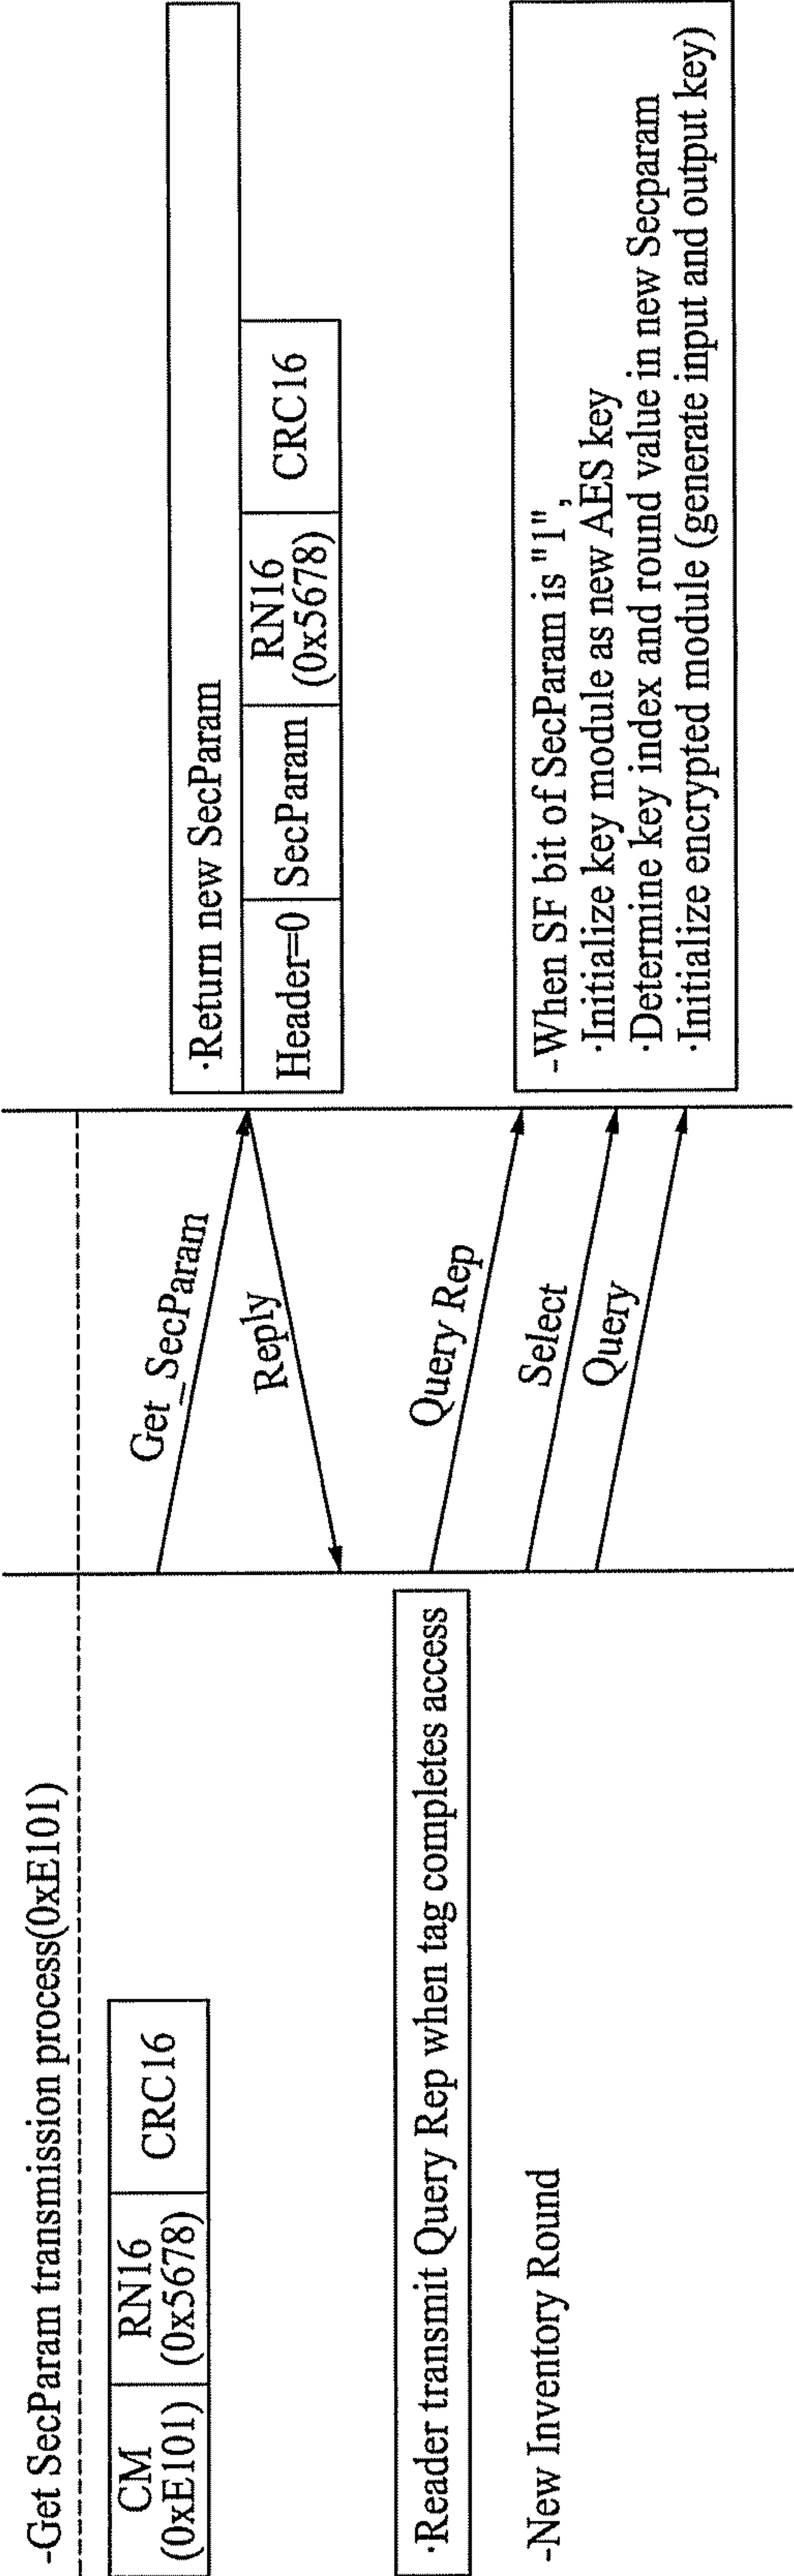 -Get SecParam transmission process(0xE101)
CM
(0xE101)
RN16
(0x5678)
CRC16
Get_SecParam
·Return new SecParam
Reply
Header=0
SecParam
RN16
(0x5678)
CRC16
·Reader transmit Query Rep when tag completes access
Query Rep
-New Inventory Round
Select
Query
-When SF bit of SecParam is "1",
·Initialize key module as new AES key
·Determine key index and round value in new Secparam
·Initialize encrypted module (generate input and output key)